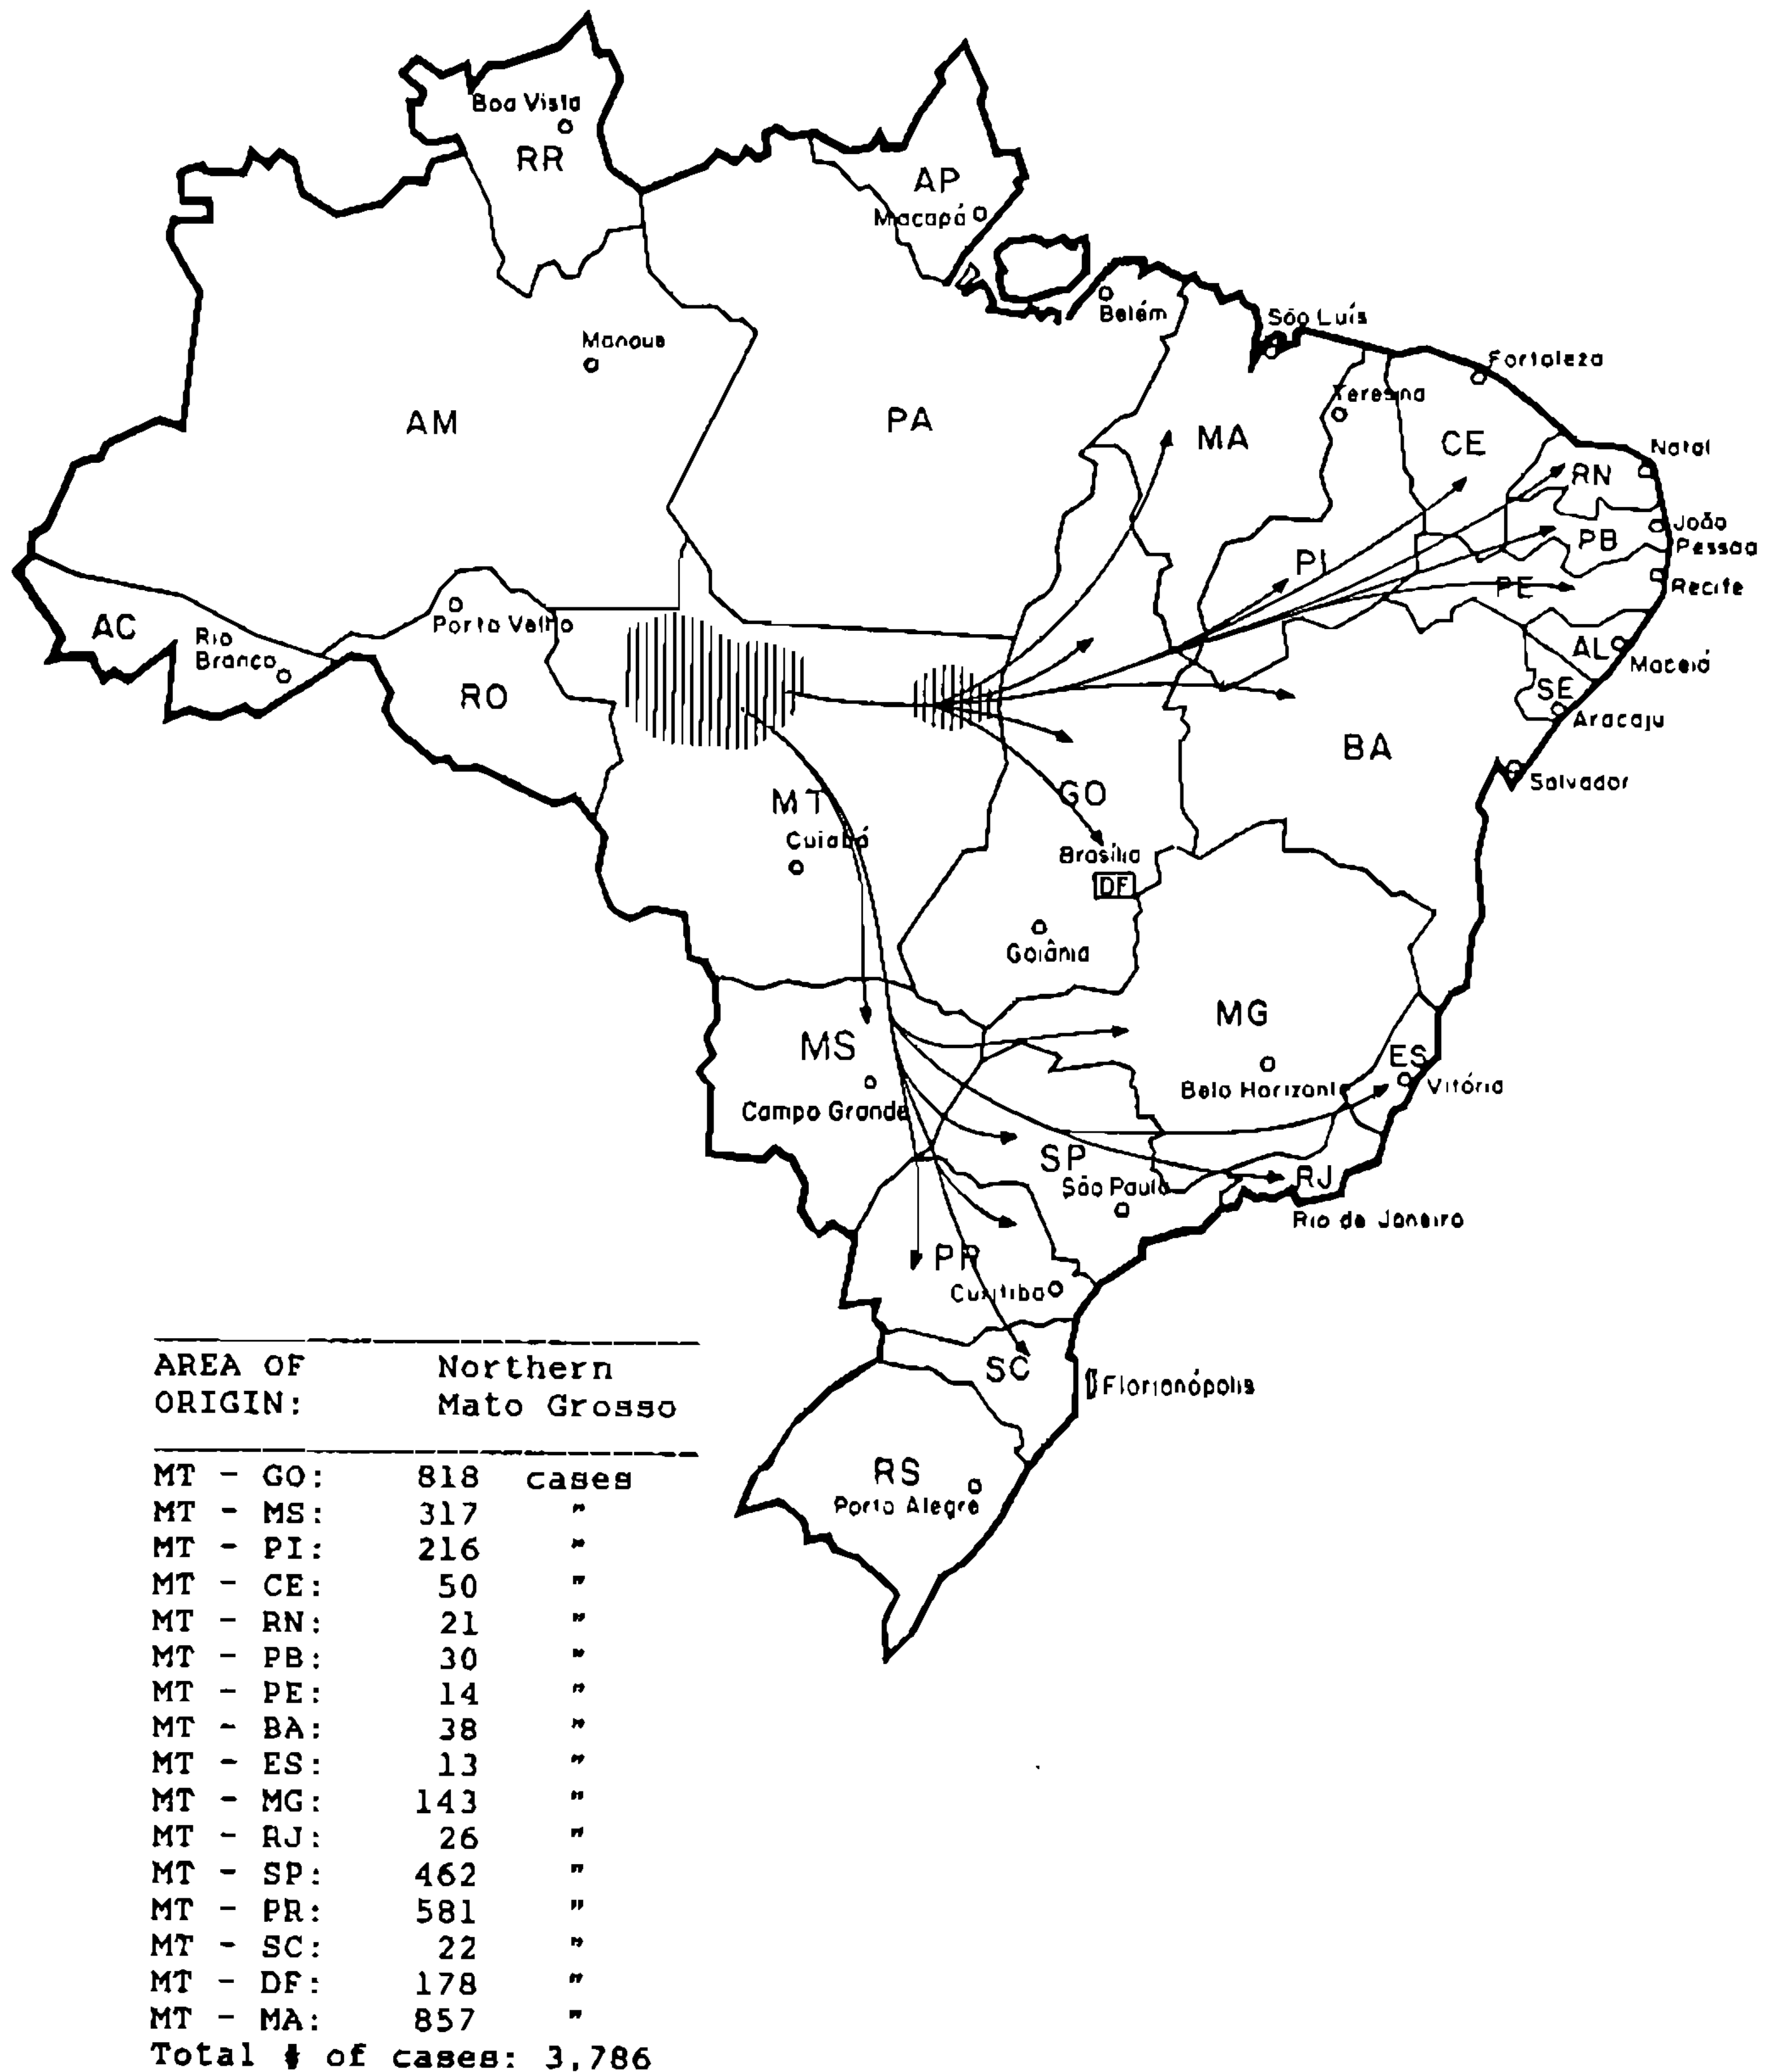 Boa Vista
RR
AP
Macapá
Belém
São Luís
Manaus
Fortaleza
Teresina
AM
PA
MA
CE
Natal
RN
João
Pessoa
PB
PI
PE
Recife
AC
Rio
Branco
Porto Velho
AL
Maceió
RO
SE
Aracaju
BA
Salvador
MT
GO
Cuiabá
Brasília
DF
Goiânia
MG
MS
ES
Belo Horizont
Vitória
Campo Grande
SP
São Paulo
RJ
Rio de Janeiro
PR
Curitiba
SC
Florianópolis
RS
Porto Alegre
AREA OF Northern
ORIGIN: Mato Grosso
MT - GO: 818 cases
MT - MS: 317 "
MT - PI: 216 "
MT - CE: 50 "
MT - RN: 21 "
MT - PB: 30 "
MT - PE: 14 "
MT - BA: 38 "
MT - ES: 13 "
MT - MG: 143 "
MT - RJ: 26 "
MT - SP: 462 "
MT - PR: 581 "
MT - SC: 22 "
MT - DF: 178 "
MT - MA: 857 "
Total # of cases: 3,786